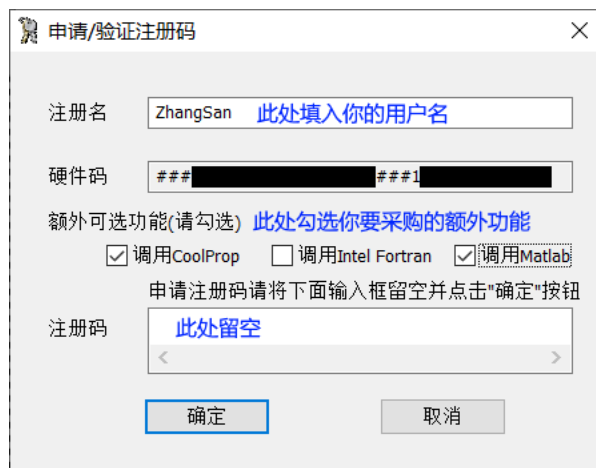 申请/验证注册码
注册名 ZhangSan 此处填入你的用户名
硬件码 ### ###1
额外可选功能(请勾选) 此处勾选你要采购的额外功能
调用CoolProp 调用Intel Fortran 调用Matlab
申请注册码请将下面输入框留空并点击"确定"按钮
注册码 此处留空
确定 取消